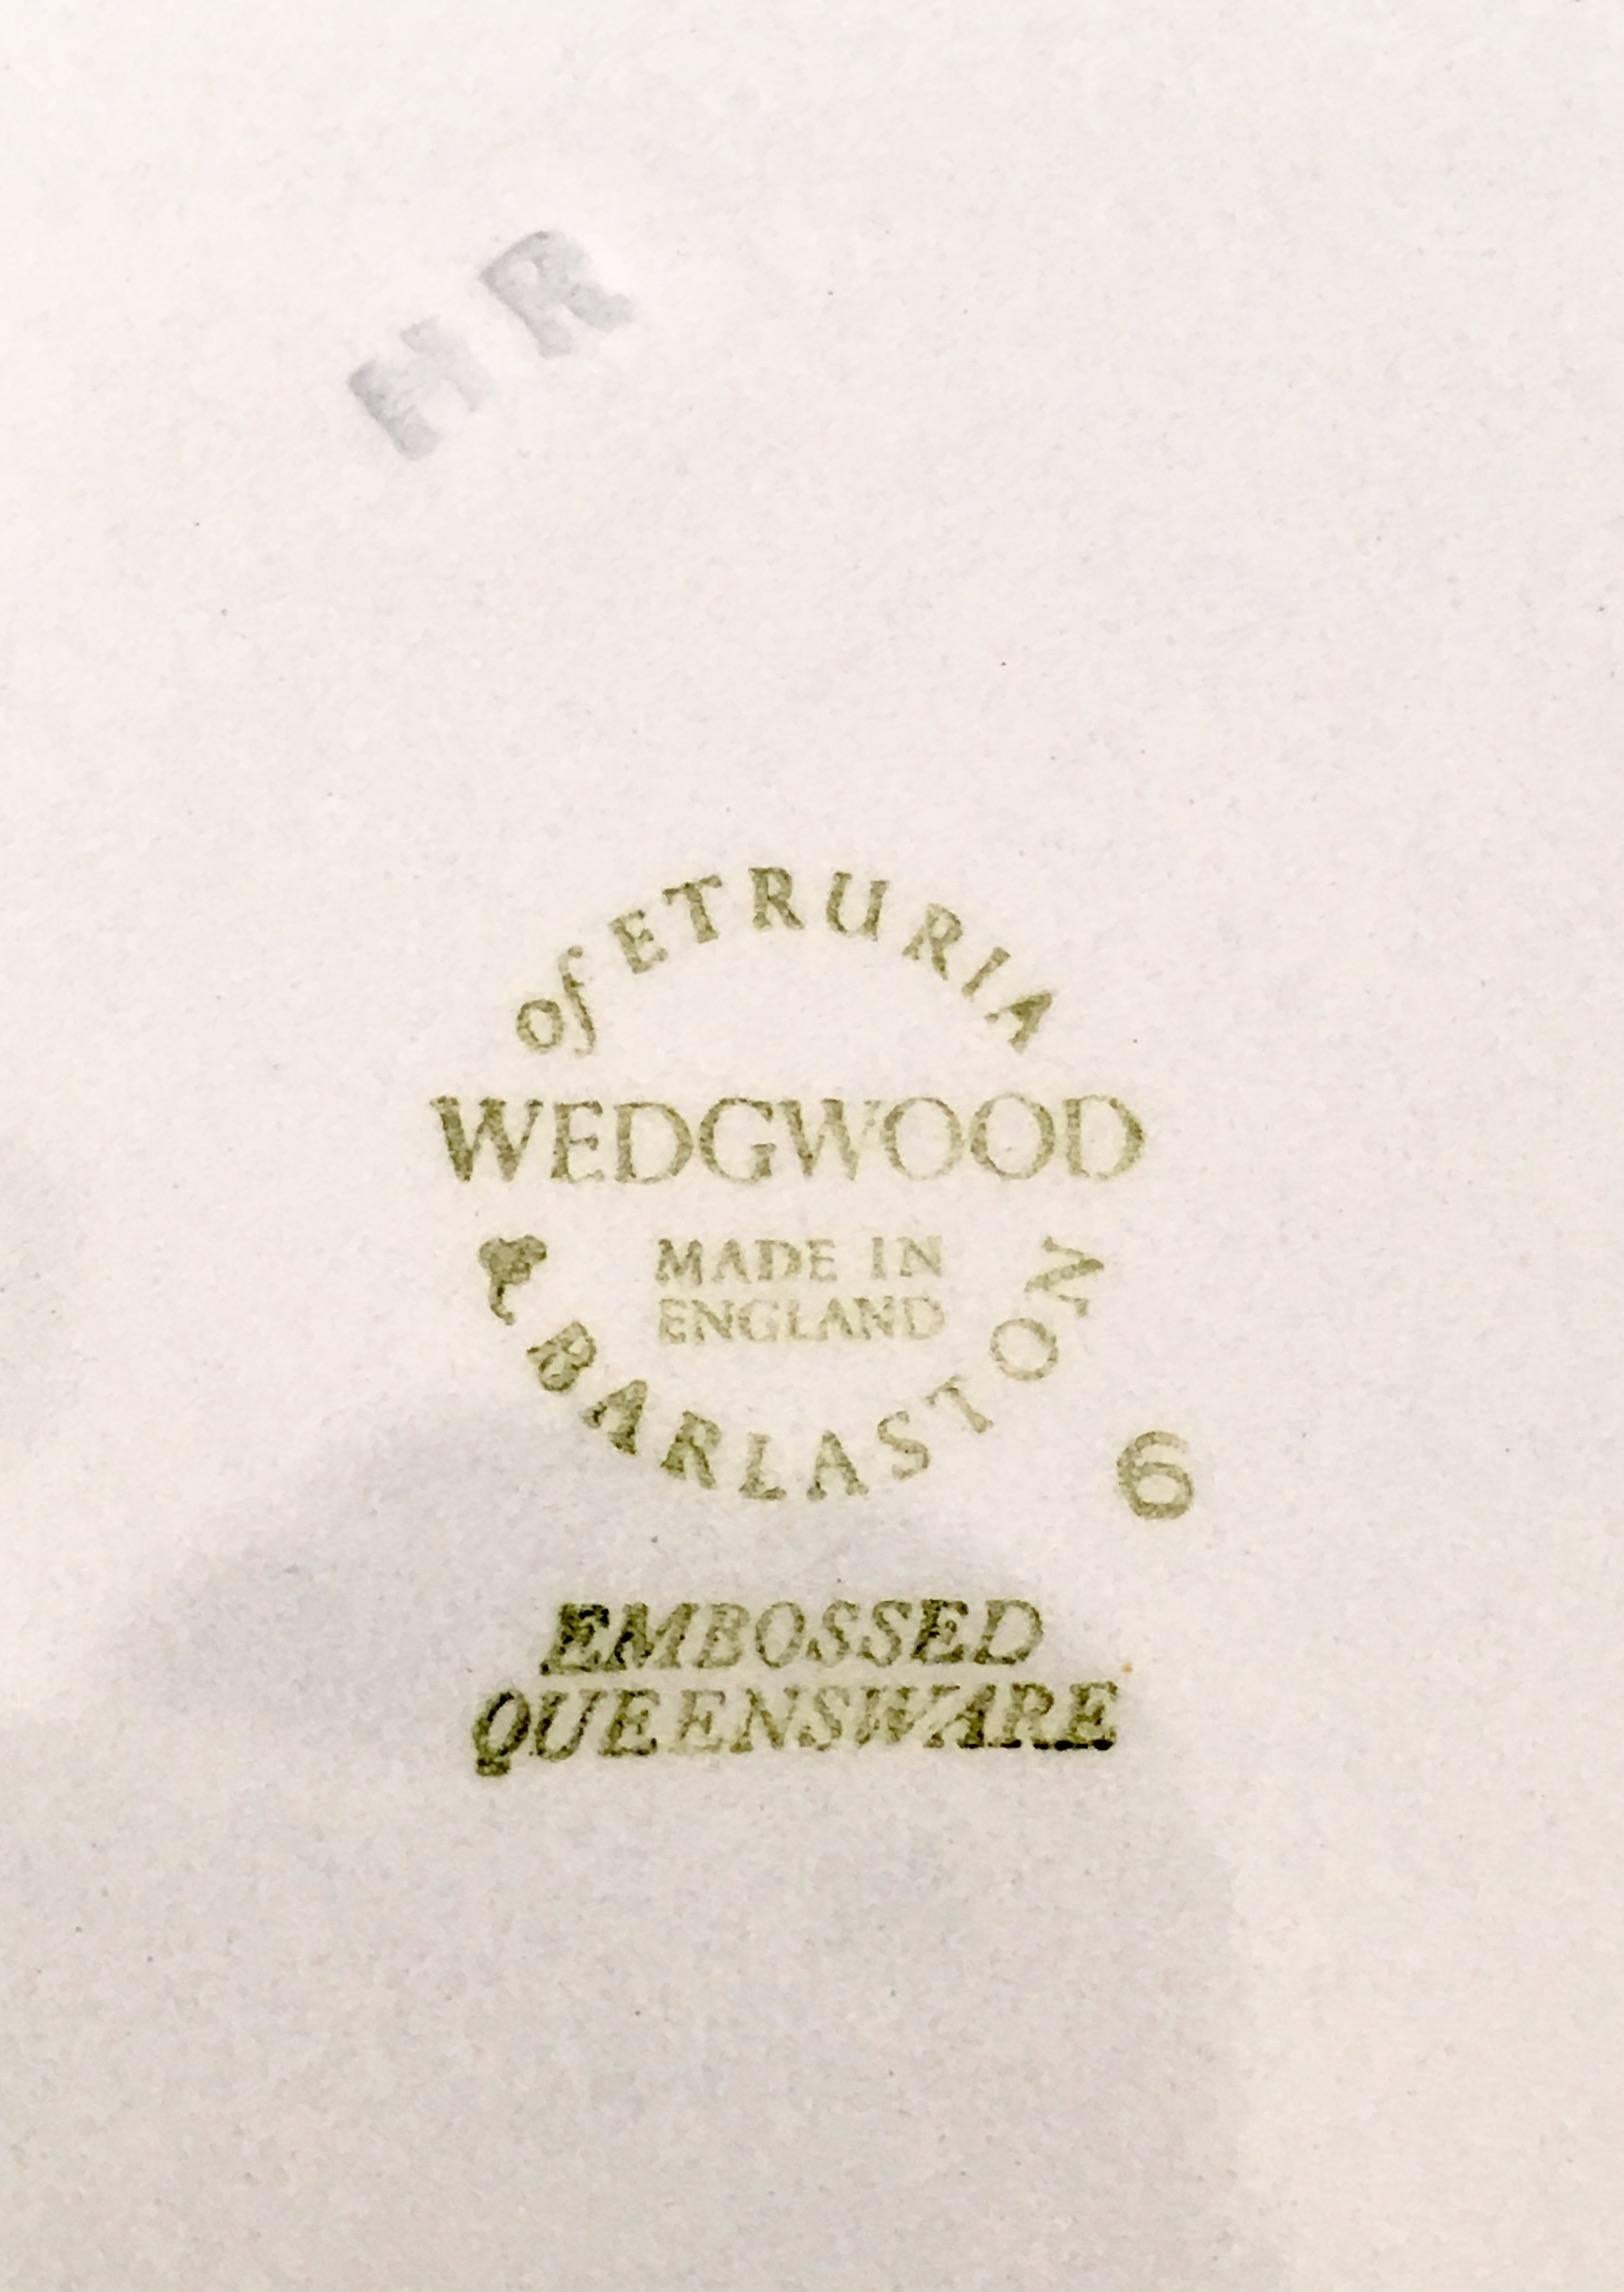 HR
of ETRURIA
WEDGWOOD
MADE IN
ENGLAND
& BARLASTON
6
EMBOSSED
QUEENSWARE